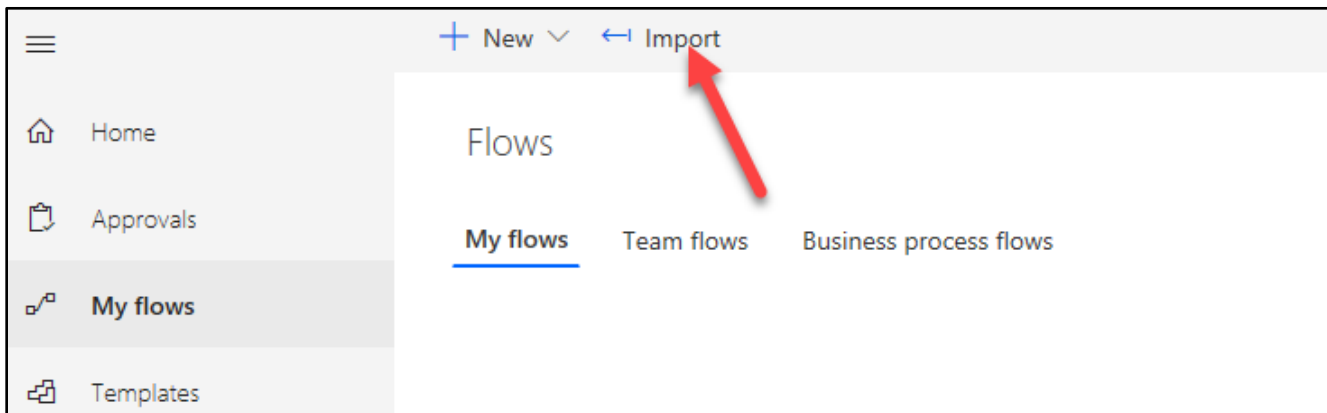 New Import
Home
Flows
Approvals
My flows Team flows Business process flows
My flows
Templates